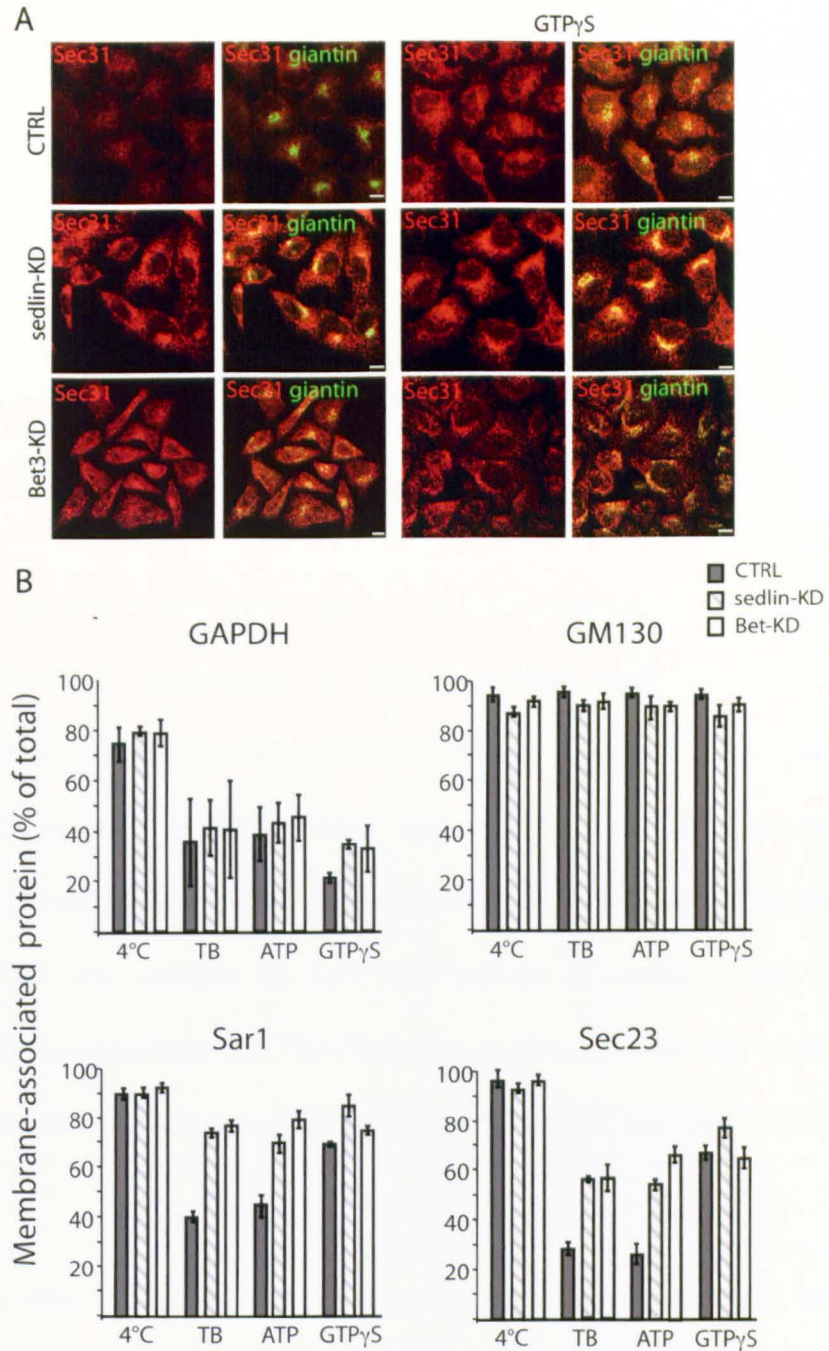 A
GTPγS
CTRL
Sec31
Sec31 giantin
Sec31
Sec31 giantin
sedlin-KD
Sec31
Sec31 giantin
Sec31
Sec31 giantin
Bet3-KD
Sec31
Sec31 giantin
Sec31
Sec31 giantin
B
CTRL
sedlin-KD
Bet-KD
Membrane-associated protein (% of total)
GAPDH
100
80
60
40
20
4°C TB ATP GTPγS
GM130
100
80
60
40
20
4°C TB ATP GTPγS
Sar1
100
80
60
40
20
4°C TB ATP GTPγS
Sec23
100
80
60
40
20
4°C TB ATP GTPγS